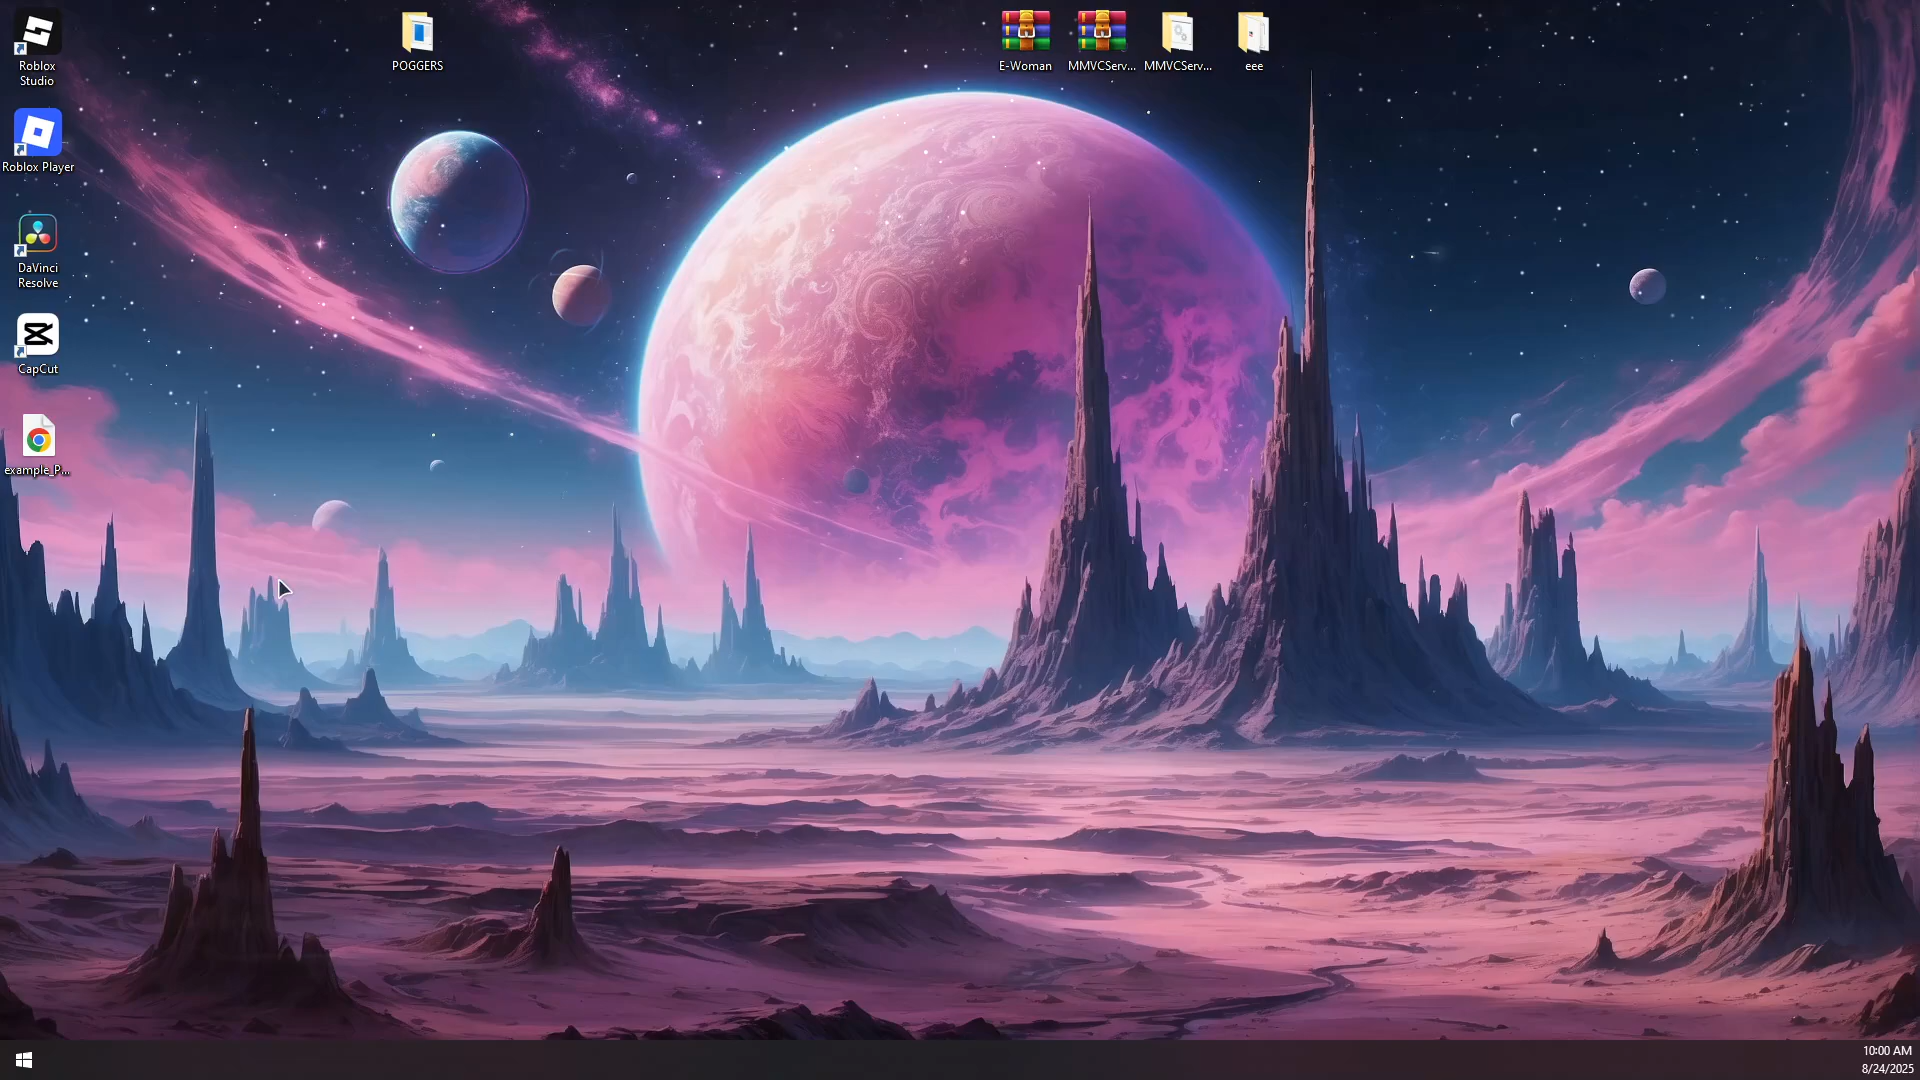 Roblox
Studio
Roblox Player
DaVinci
Resolve
CapCut
example_P...
POGGERS
E-Woman
MMVCServ...
MMVCServ...
eee
10:00 AM
8/24/2025